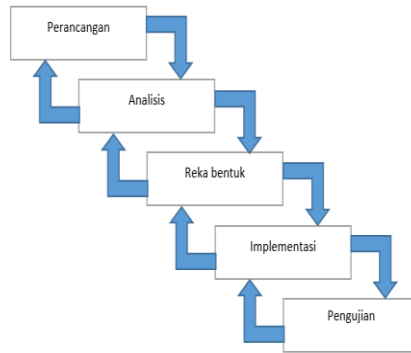 Perancangan
Analisis
Reka bentuk
Implementasi
Pengujian